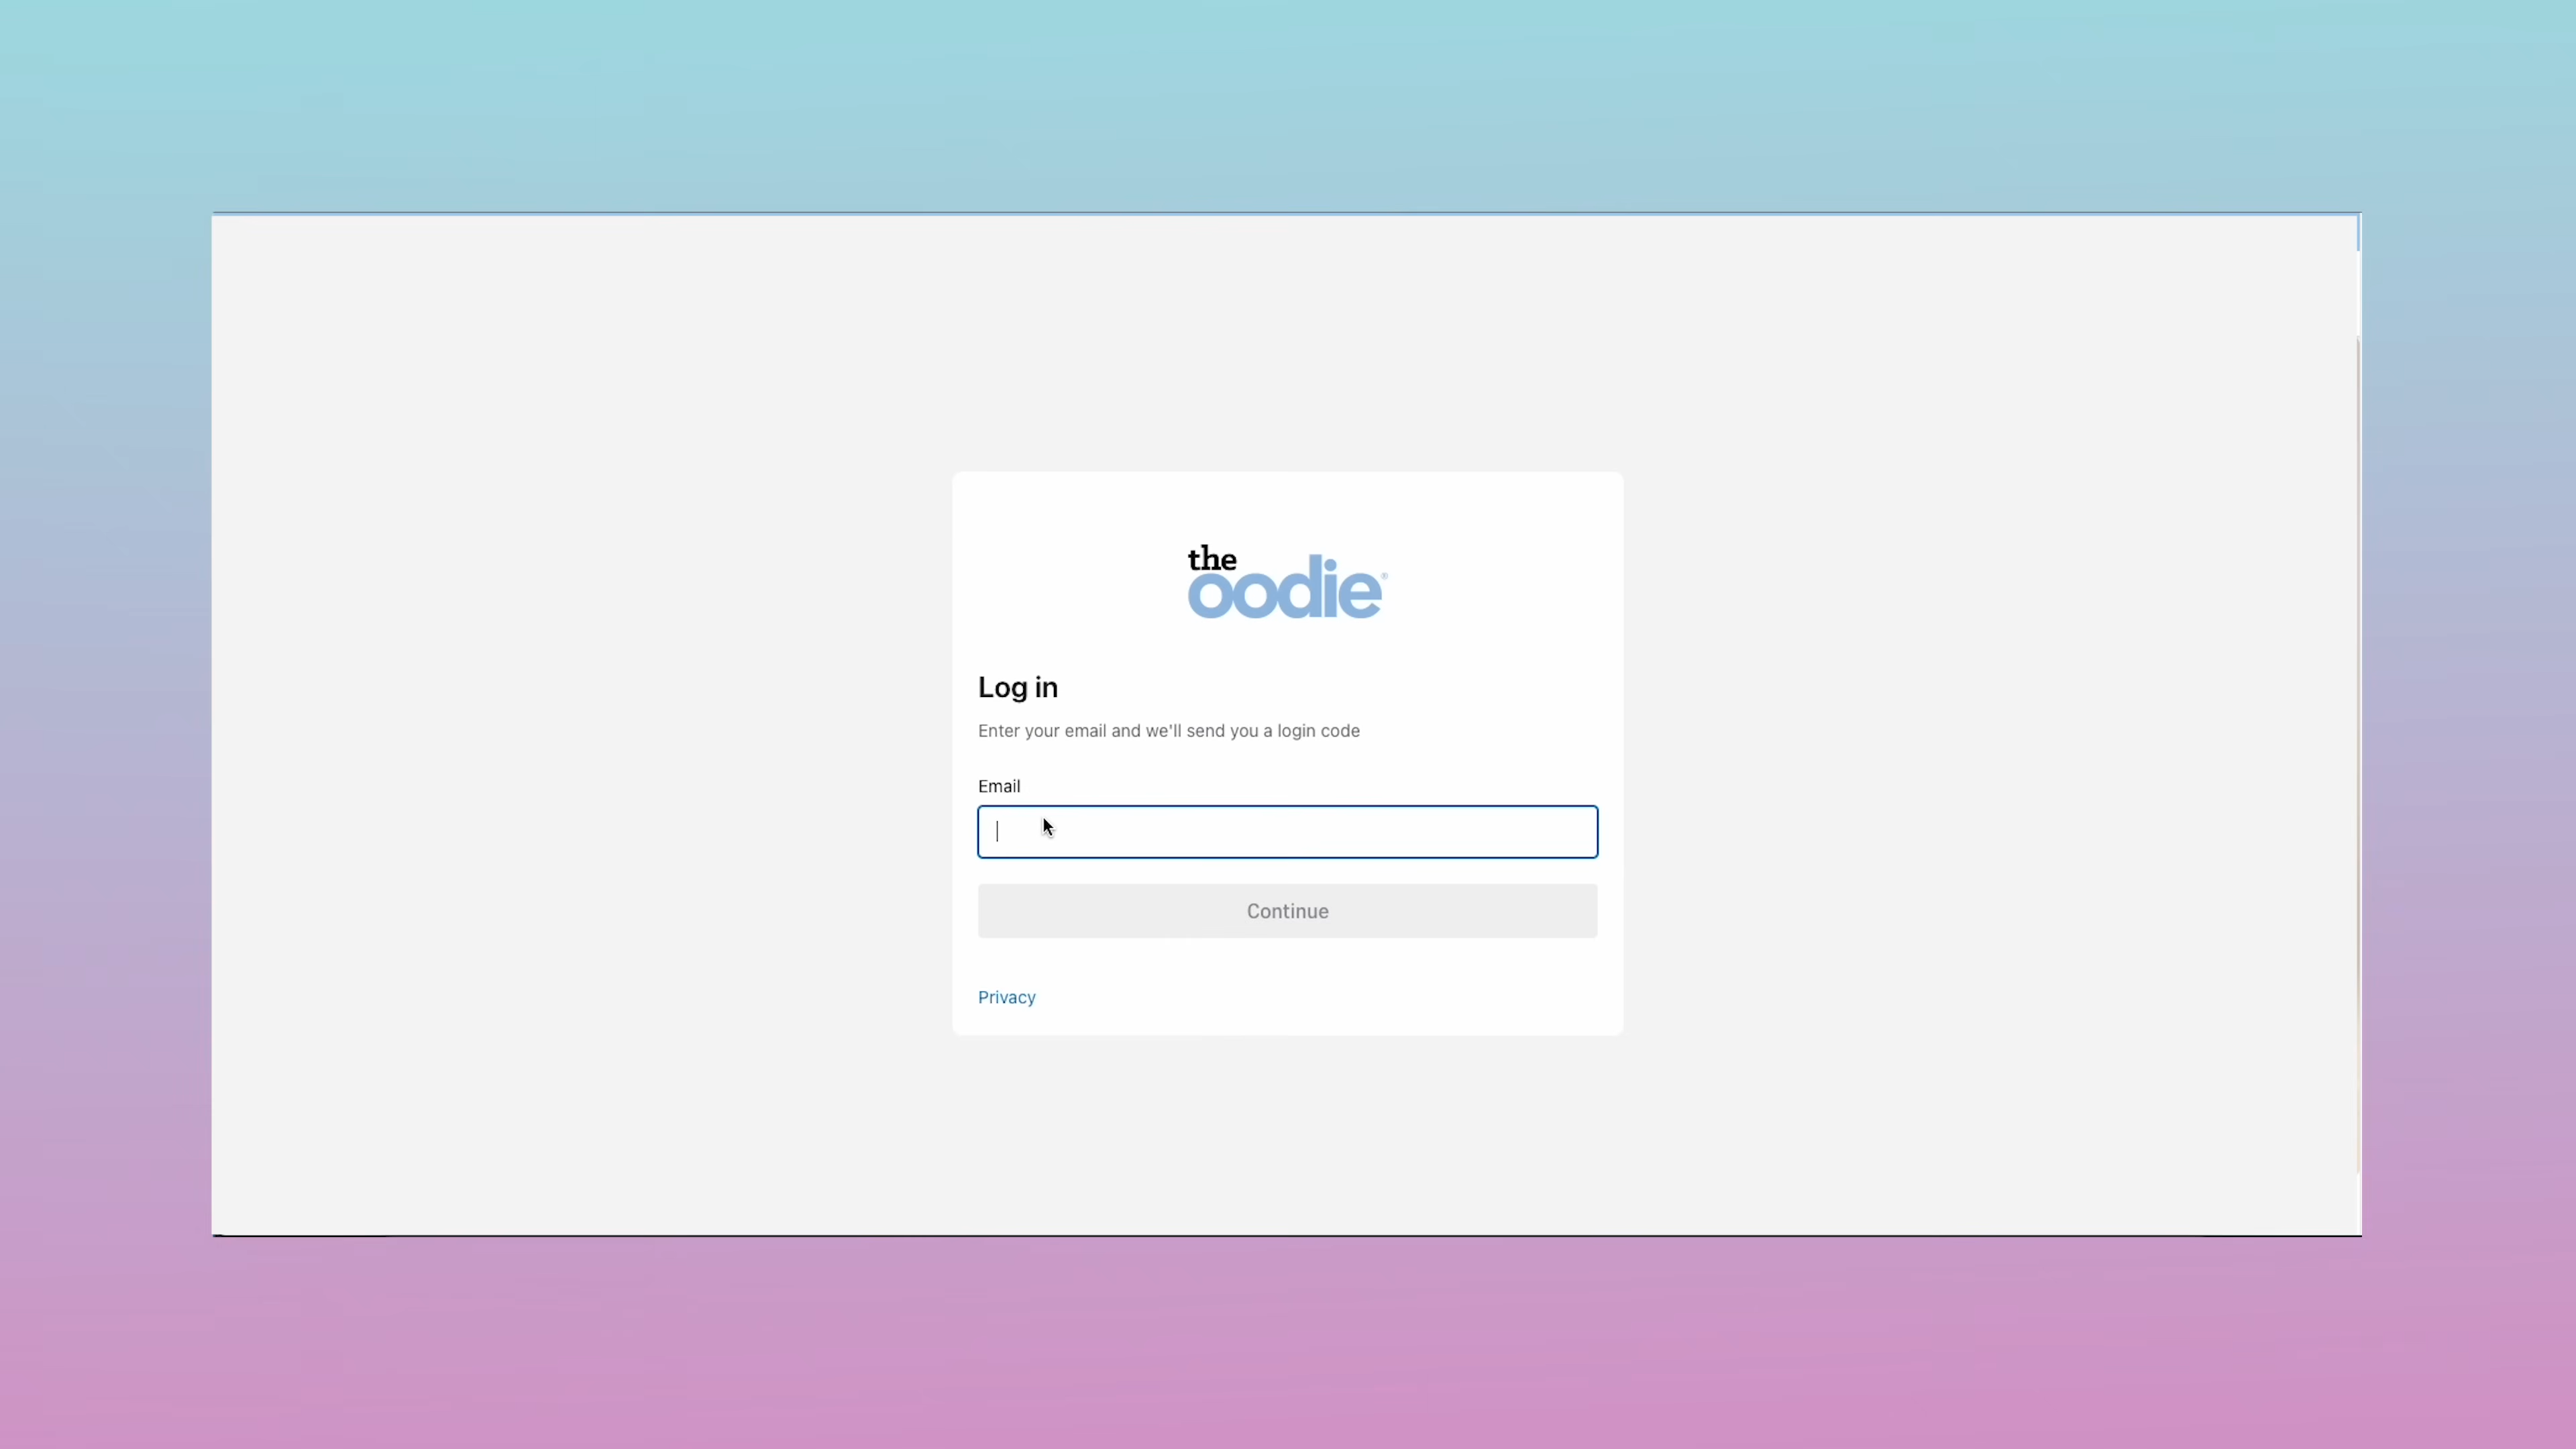 the
oodie®
Log in
Enter your email and we'll send you a login code
Email
Continue
Privacy